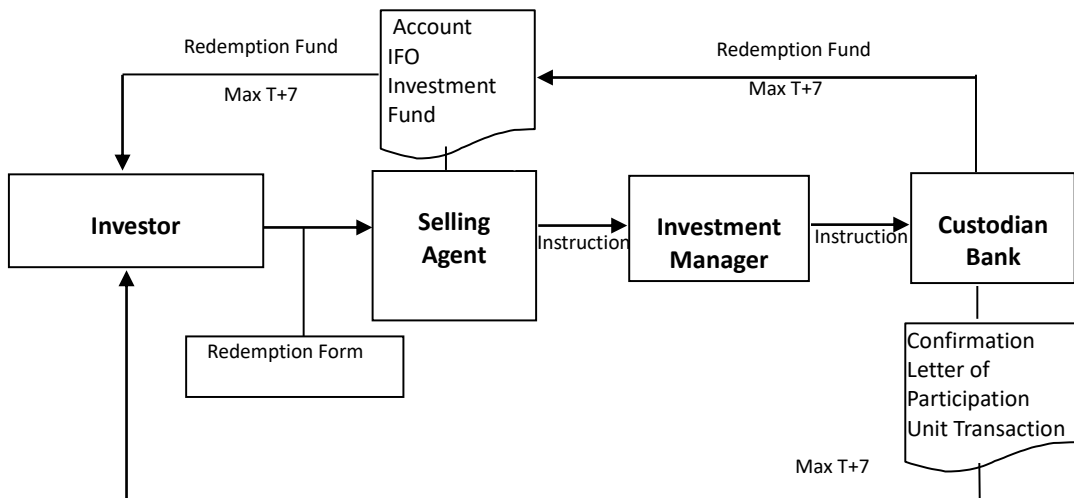 Redemption Fund
Max T+7
Account
IFO
Investment
Fund
Redemption Fund
Max T+7
Investor
Selling
Agent
Instruction
Investment
Manager
Instruction
Custodian
Bank
Redemption Form
Confirmation
Letter of
Participation
Unit Transaction
Max T+7